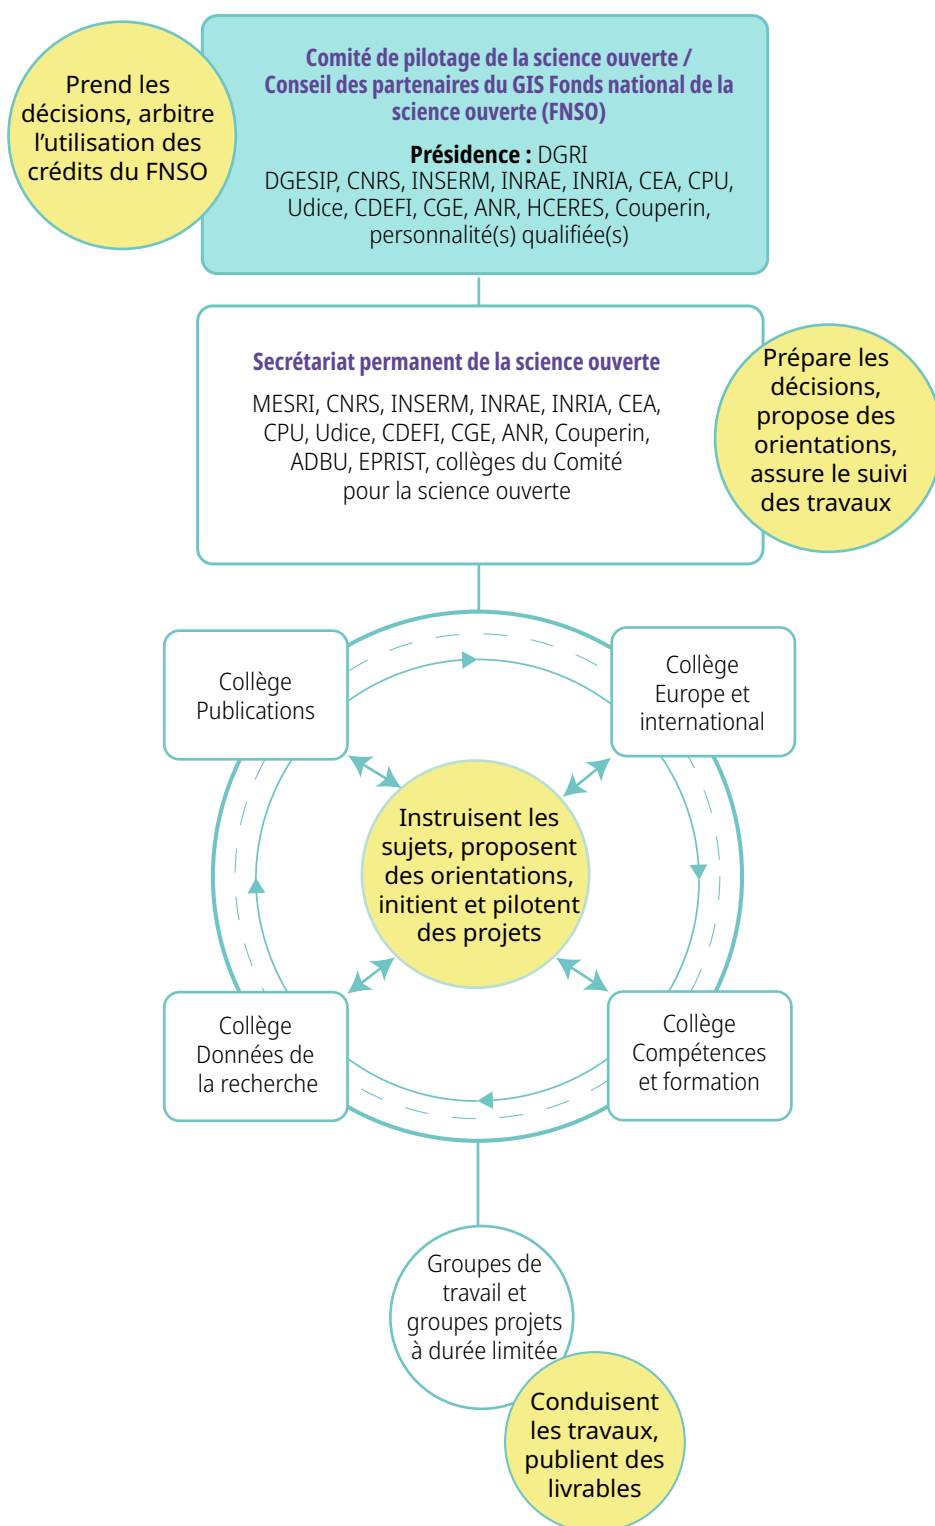 Prend les
décisions, arbitre
l’utilisation des
crédits du FNSO
Comité de pilotage de la science ouverte /
Conseil des partenaires du GIS Fonds national de la
science ouverte (FNSO)
Présidence : DGRI
DGESIP, CNRS, INSERM, INRAE, INRIA, CEA, CPU,
Udice, CDEFI, CGE, ANR, HCERES, Couperin,
personnalité(s) qualifiée(s)
Secrétariat permanent de la science ouverte
MESRI, CNRS, INSERM, INRAE, INRIA, CEA,
CPU, Udice, CDEFI, CGE, ANR, Couperin,
ADBU, EPRIST, collèges du Comité
pour la science ouverte
Prépare les
décisions,
propose des
orientations,
assure le suivi
des travaux
Collège
Publications
Collège
Europe et
international
Instruisent les
sujets, proposent
des orientations,
initient et pilotent
des projets
Collège
Données de
la recherche
Collège
Compétences
et formation
Groupes de
travail et
groupes projets
à durée limitée
Conduisent
les travaux,
publient des
livrables